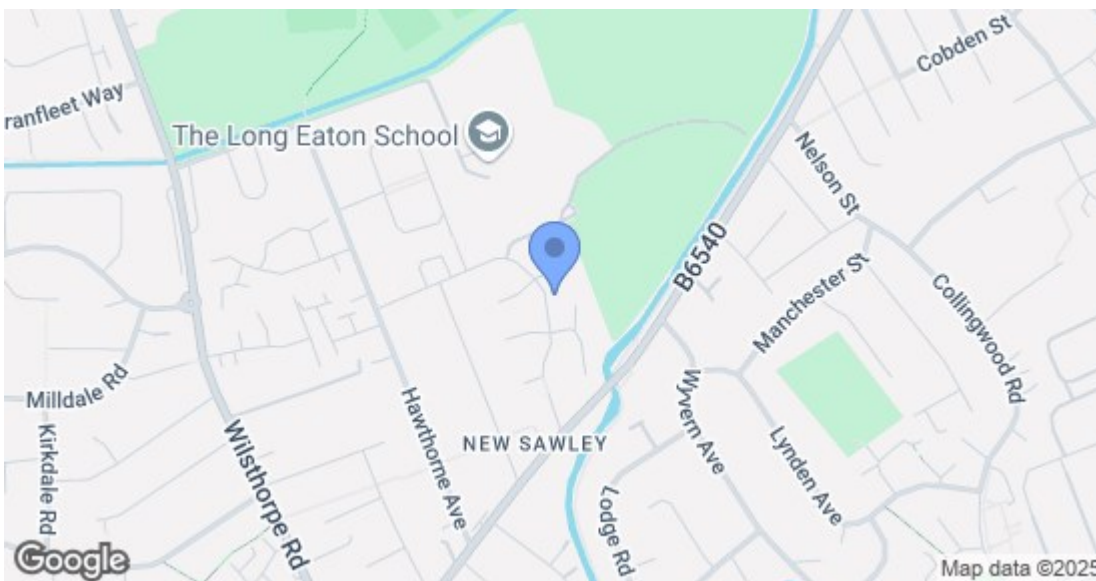 Cobden St
ranfleet Way
The Long Eaton School
Nelson St
B6540
Manchester St
Collingwood Rd
Milldale Rd
Kirkdale Rd
Wilsthorpe Rd
Hawthorne Ave
NEW SAWLEY
Wyvern Ave
Lynden Ave
Lodge Rd
Google
Map data ©2025